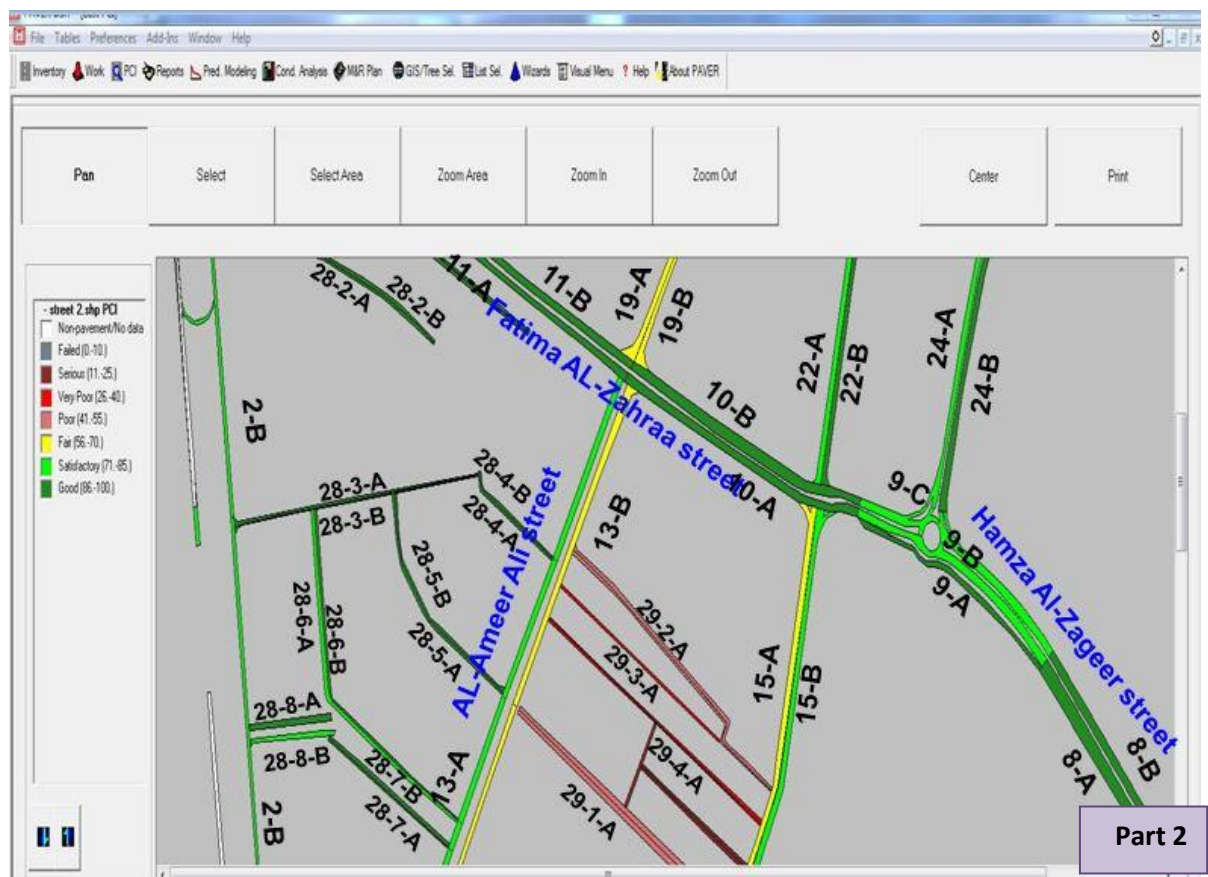 File Tables Preferences Add-Ins Window Help
Inventory Work PCI Reports Pred. Modeling Cond. Analysis M&R Plan GIS/Tree Sel. List Sel. Wizards Visual Menu ? Help About PAVER
Pan Select Select Area Zoom Area Zoom In Zoom Out Center Print
- street 2.shp PCI
Non-pavement/No data
Failed (0.-10.)
Serious (11.-25.)
Very Poor (26.-40.)
Poor (41.-55.)
Fair (56.-70.)
Satisfactory (71.-85.)
Good (86.-100.)
28-2-A
28-2-B
11-A
11-B
19-A
19-B
Fatima AL-Zahraa street
10-B
10-A
22-A
22-B
24-A
24-B
2-B
28-3-A
28-3-B
28-4-B
28-4-A
AL-Ameer Ali street
13-B
9-C
9-B
9-A
Hamza Al-Zageer street
28-5-B
28-5-A
28-6-A
28-6-B
29-2-A
29-3-A
15-A
15-B
28-8-A
28-8-B
28-7-B
28-7-A
13-A
29-4-A
29-1-A
8-A
8-B
2-B
Part 2